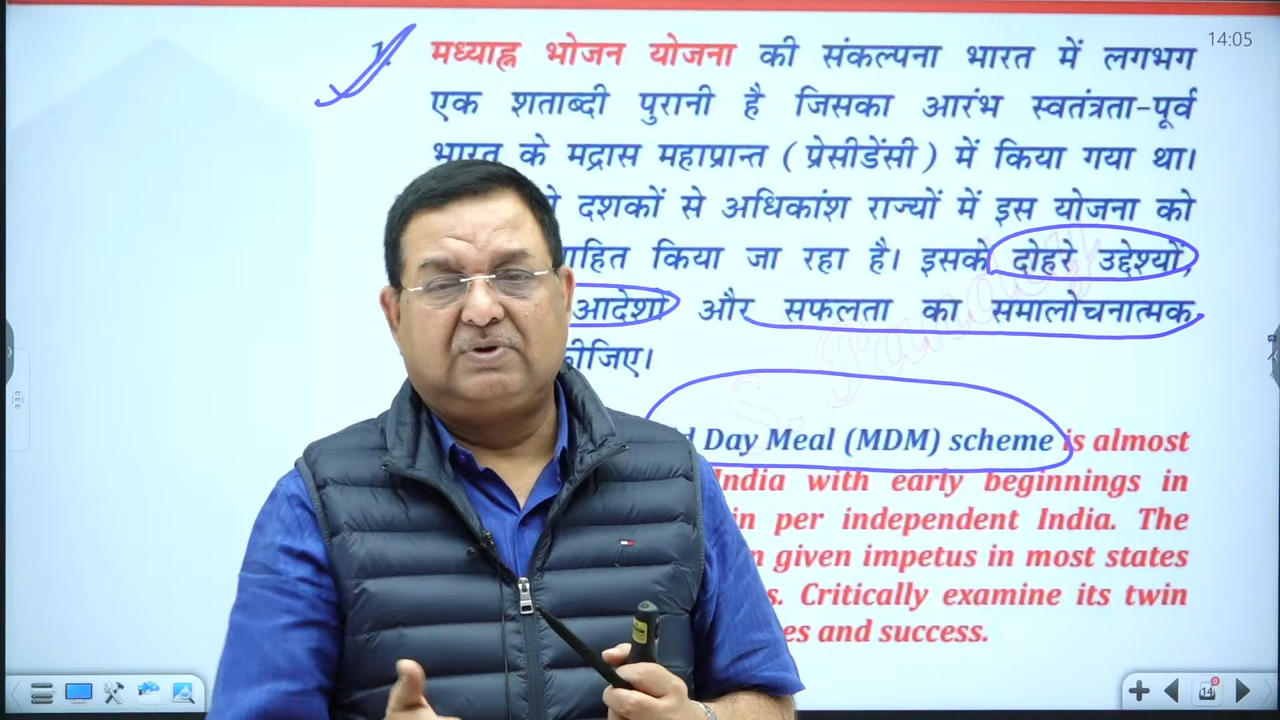 14:05
1. मध्याह्न भोजन योजना की संकल्पना भारत में लगभग
एक शताब्दी पुरानी है जिसका आरंभ स्वतंत्रता-पूर्व
भारत के मद्रास महाप्रान्त (प्रेसीडेंसी) में किया गया था।
दशकों से अधिकांश राज्यों में इस योजना को
किया जा रहा है। इसके दोहरे उद्देश्यों,
और सफलता का समालोचनात्मक
S. Pandey
Day Meal (MDM) scheme is almost
India with early beginnings in
in per independent India. The
given impetus in most states
Critically examine its twin
and success.
14